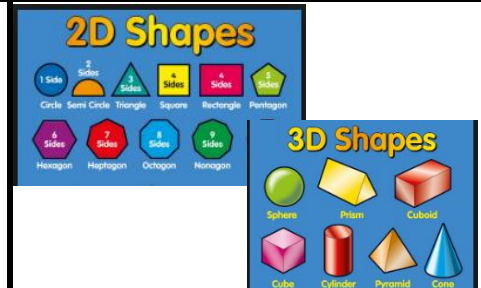 2D Shapes
1 Side
2 Sides
3 Sides
4 Sides
4 Sides
5 Sides
Circle Semi Circle Triangle Square Rectangle Pentagon
6 Sides
7 Sides
8 Sides
9 Sides
Hexagon Heptagon Octogon Nonagon
3D Shapes
Sphere Prism Cuboid
Cube Cylinder Pyramid Cone